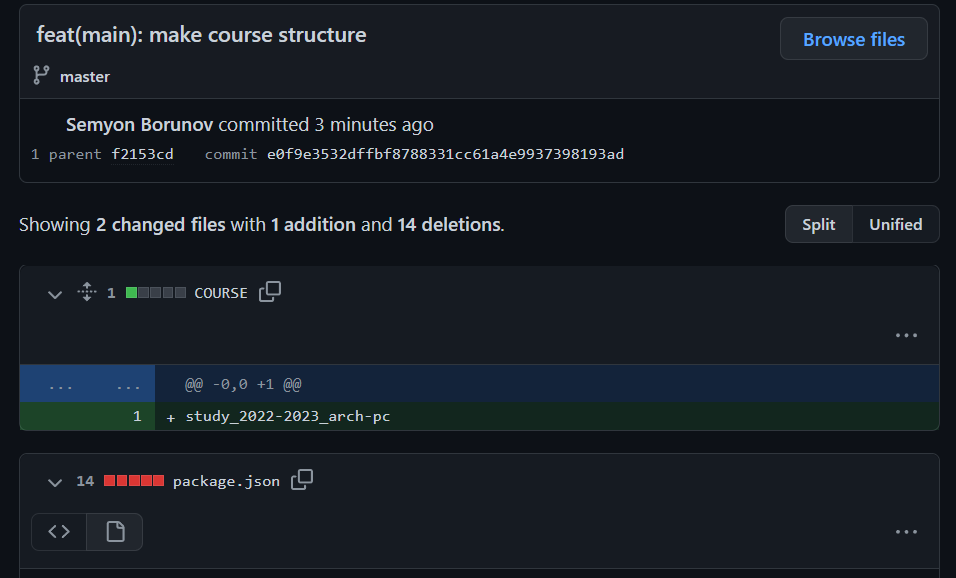 feat(main): make course structure
Browse files
master
Semyon Borunov committed 3 minutes ago
1 parent f2153cd commit e0f9e3532dffbf8788331cc61a4e9937398193ad
Showing 2 changed files with 1 addition and 14 deletions.
Split Unified
1 COURSE
...
... ... @@ -0,0 +1 @@
1 + study_2022-2023_arch-pc
14 package.json
<> ...